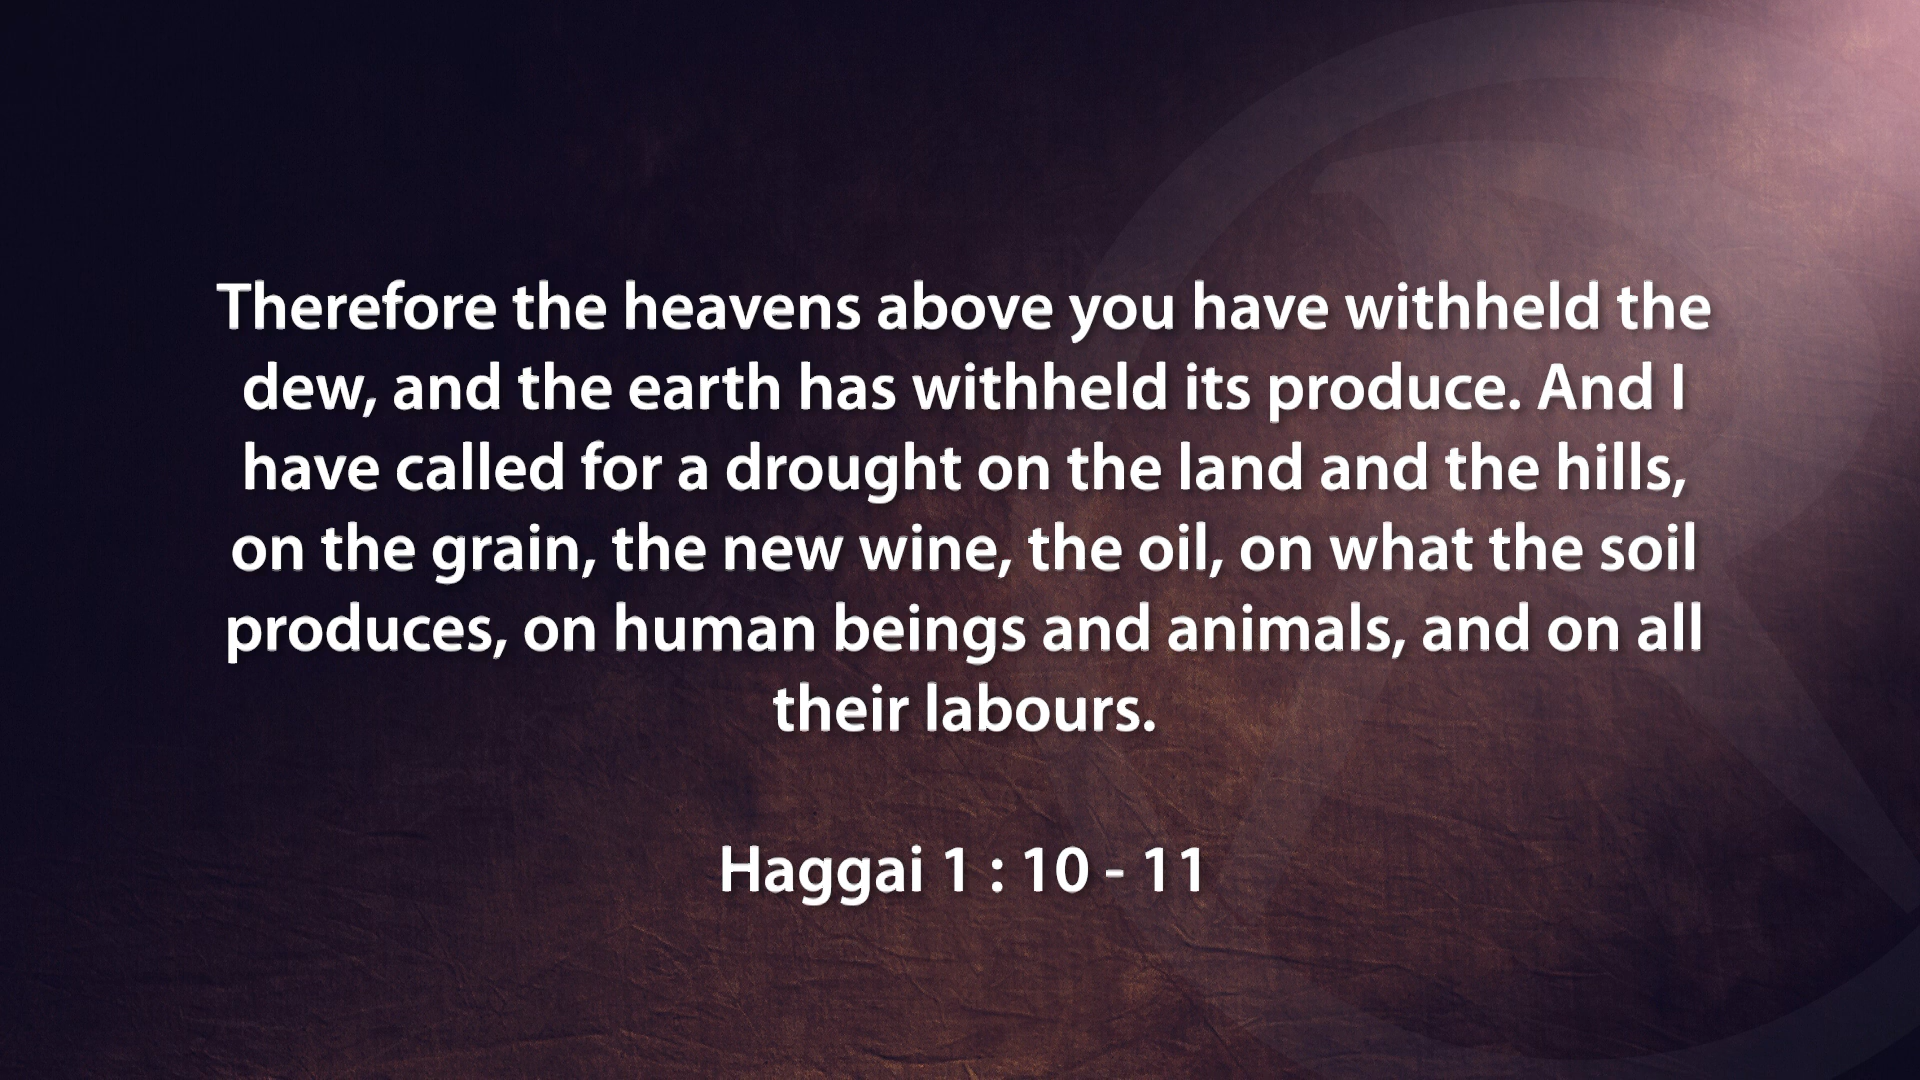 Therefore the heavens above you have withheld the
dew, and the earth has withheld its produce. And I
have called for a drought on the land and the hills,
on the grain, the new wine, the oil, on what the soil
produces, on human beings and animals, and on all
their labours.
Haggai 1 : 10 - 11